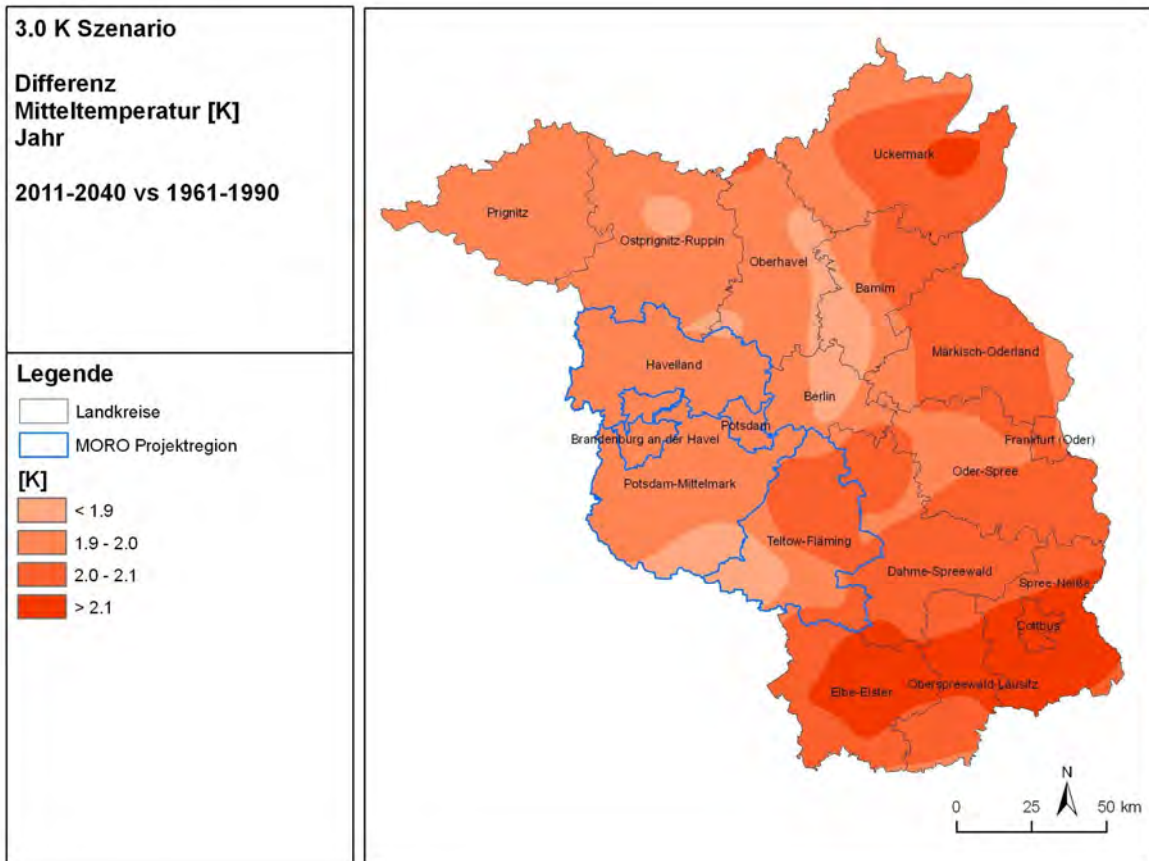 3.0 K Szenario
Differenz
Mitteltemperatur [K]
Jahr
2011-2040 vs 1961-1990
Legende
Landkreise
MORO Projektregion
[K]
< 1.9
1.9 - 2.0
2.0 - 2.1
> 2.1
Uckermark
Prignitz
Ostprignitz-Ruppin
Oberhavel
Barnim
Märkisch-Oderland
Havelland
Berlin
Potsdam
Brandenburg an der Havel
Frankfurt (Oder)
Oder-Spree
Potsdam-Mittelmark
Teltow-Fläming
Dahme-Spreewald
Spree-Neiße
Cottbus
Elbe-Elster
Oberspreewald-Lausitz
N
0 25 50 km